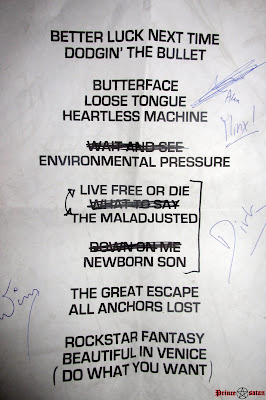 BETTER LUCK NEXT TIME
DODGIN' THE BULLET
BUTTERFACE
LOOSE TONGUE
HEARTLESS MACHINE
WAIT AND SEE
ENVIRONMENTAL PRESSURE
LIVE FREE OR DIE
WHAT TO SAY
THE MALADJUSTED
DOWN ON ME
NEWBORN SON
THE GREAT ESCAPE
ALL ANCHORS LOST
ROCKSTAR FANTASY
BEAUTIFUL IN VENICE
( DO WHAT YOU WANT )
Alex
Dirk
Prince satan